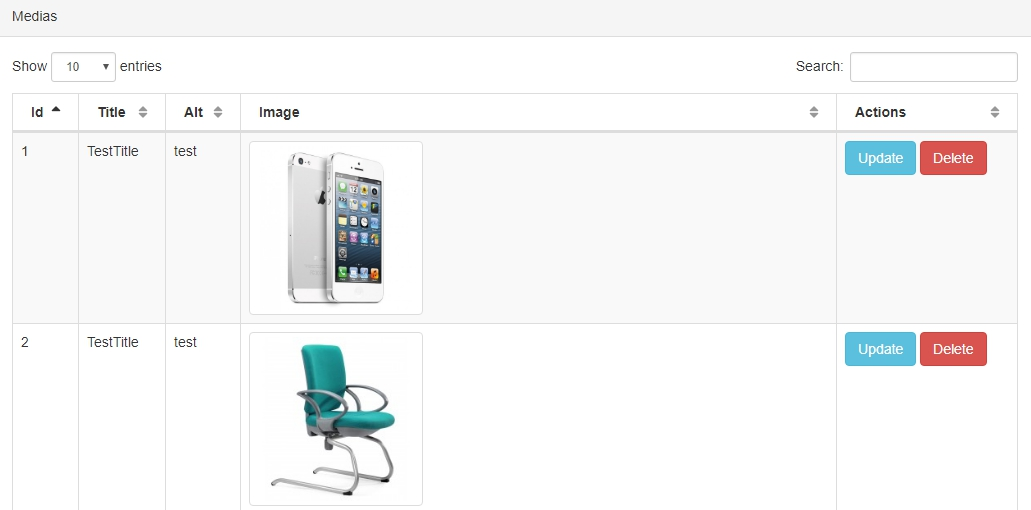 Medias
Show 10 entries Search:
Id Title Alt Image Actions
1 TestTitle test Update Delete
2 TestTitle test Update Delete